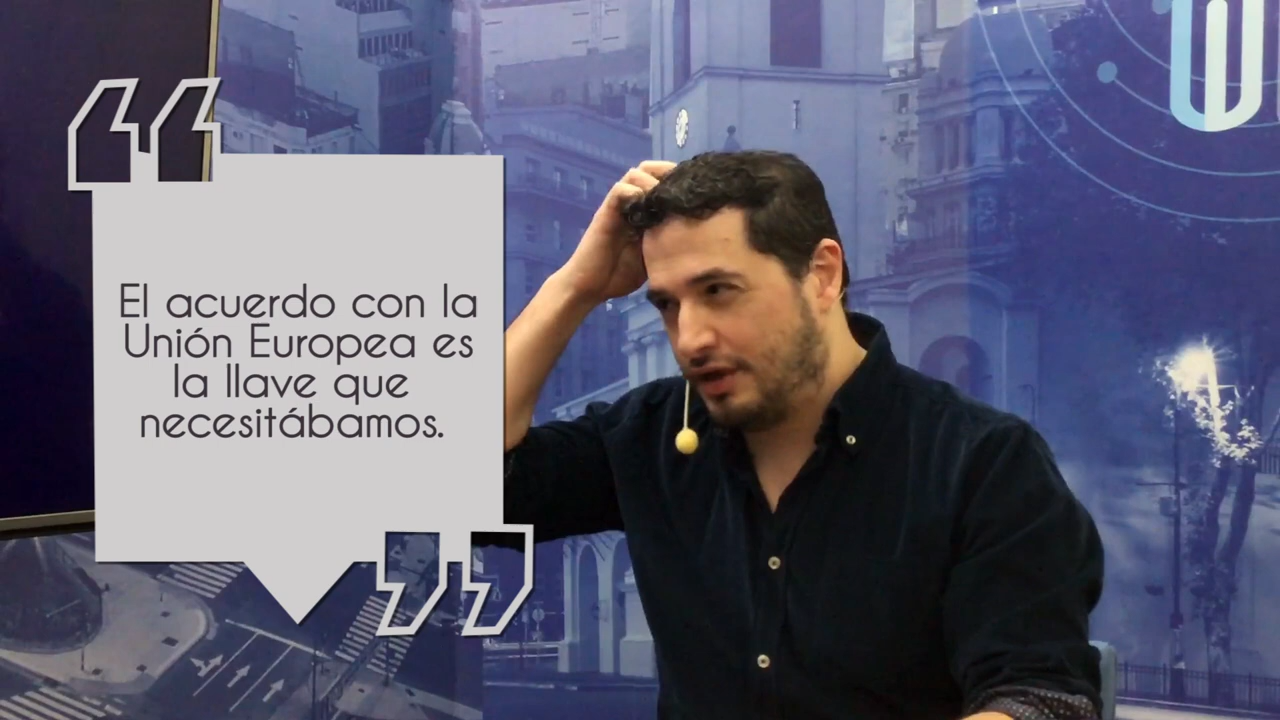 El acuerdo con la
Unión Europea es
la llave que
necesitábamos.